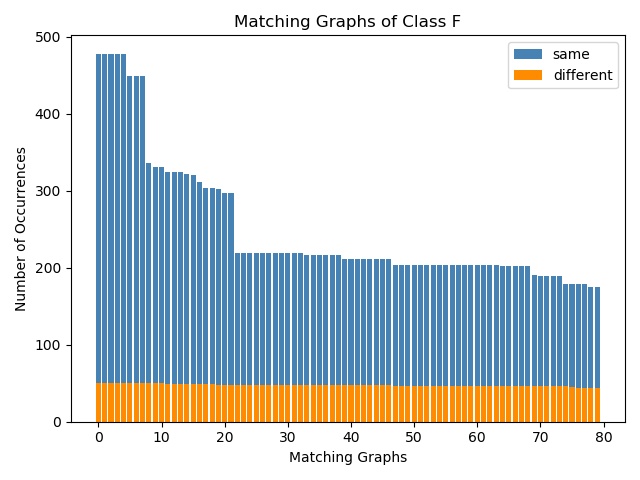 Matching Graphs of Class F
same
different
Number of Occurrences
500
400
300
200
100
0
0 10 20 30 40 50 60 70 80
Matching Graphs